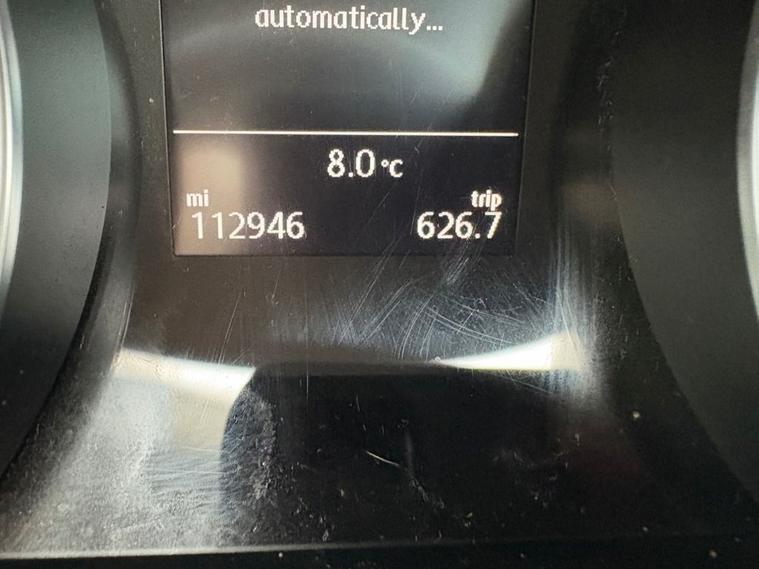 automatically...
8.0 °C
mi trip
112946 626.7